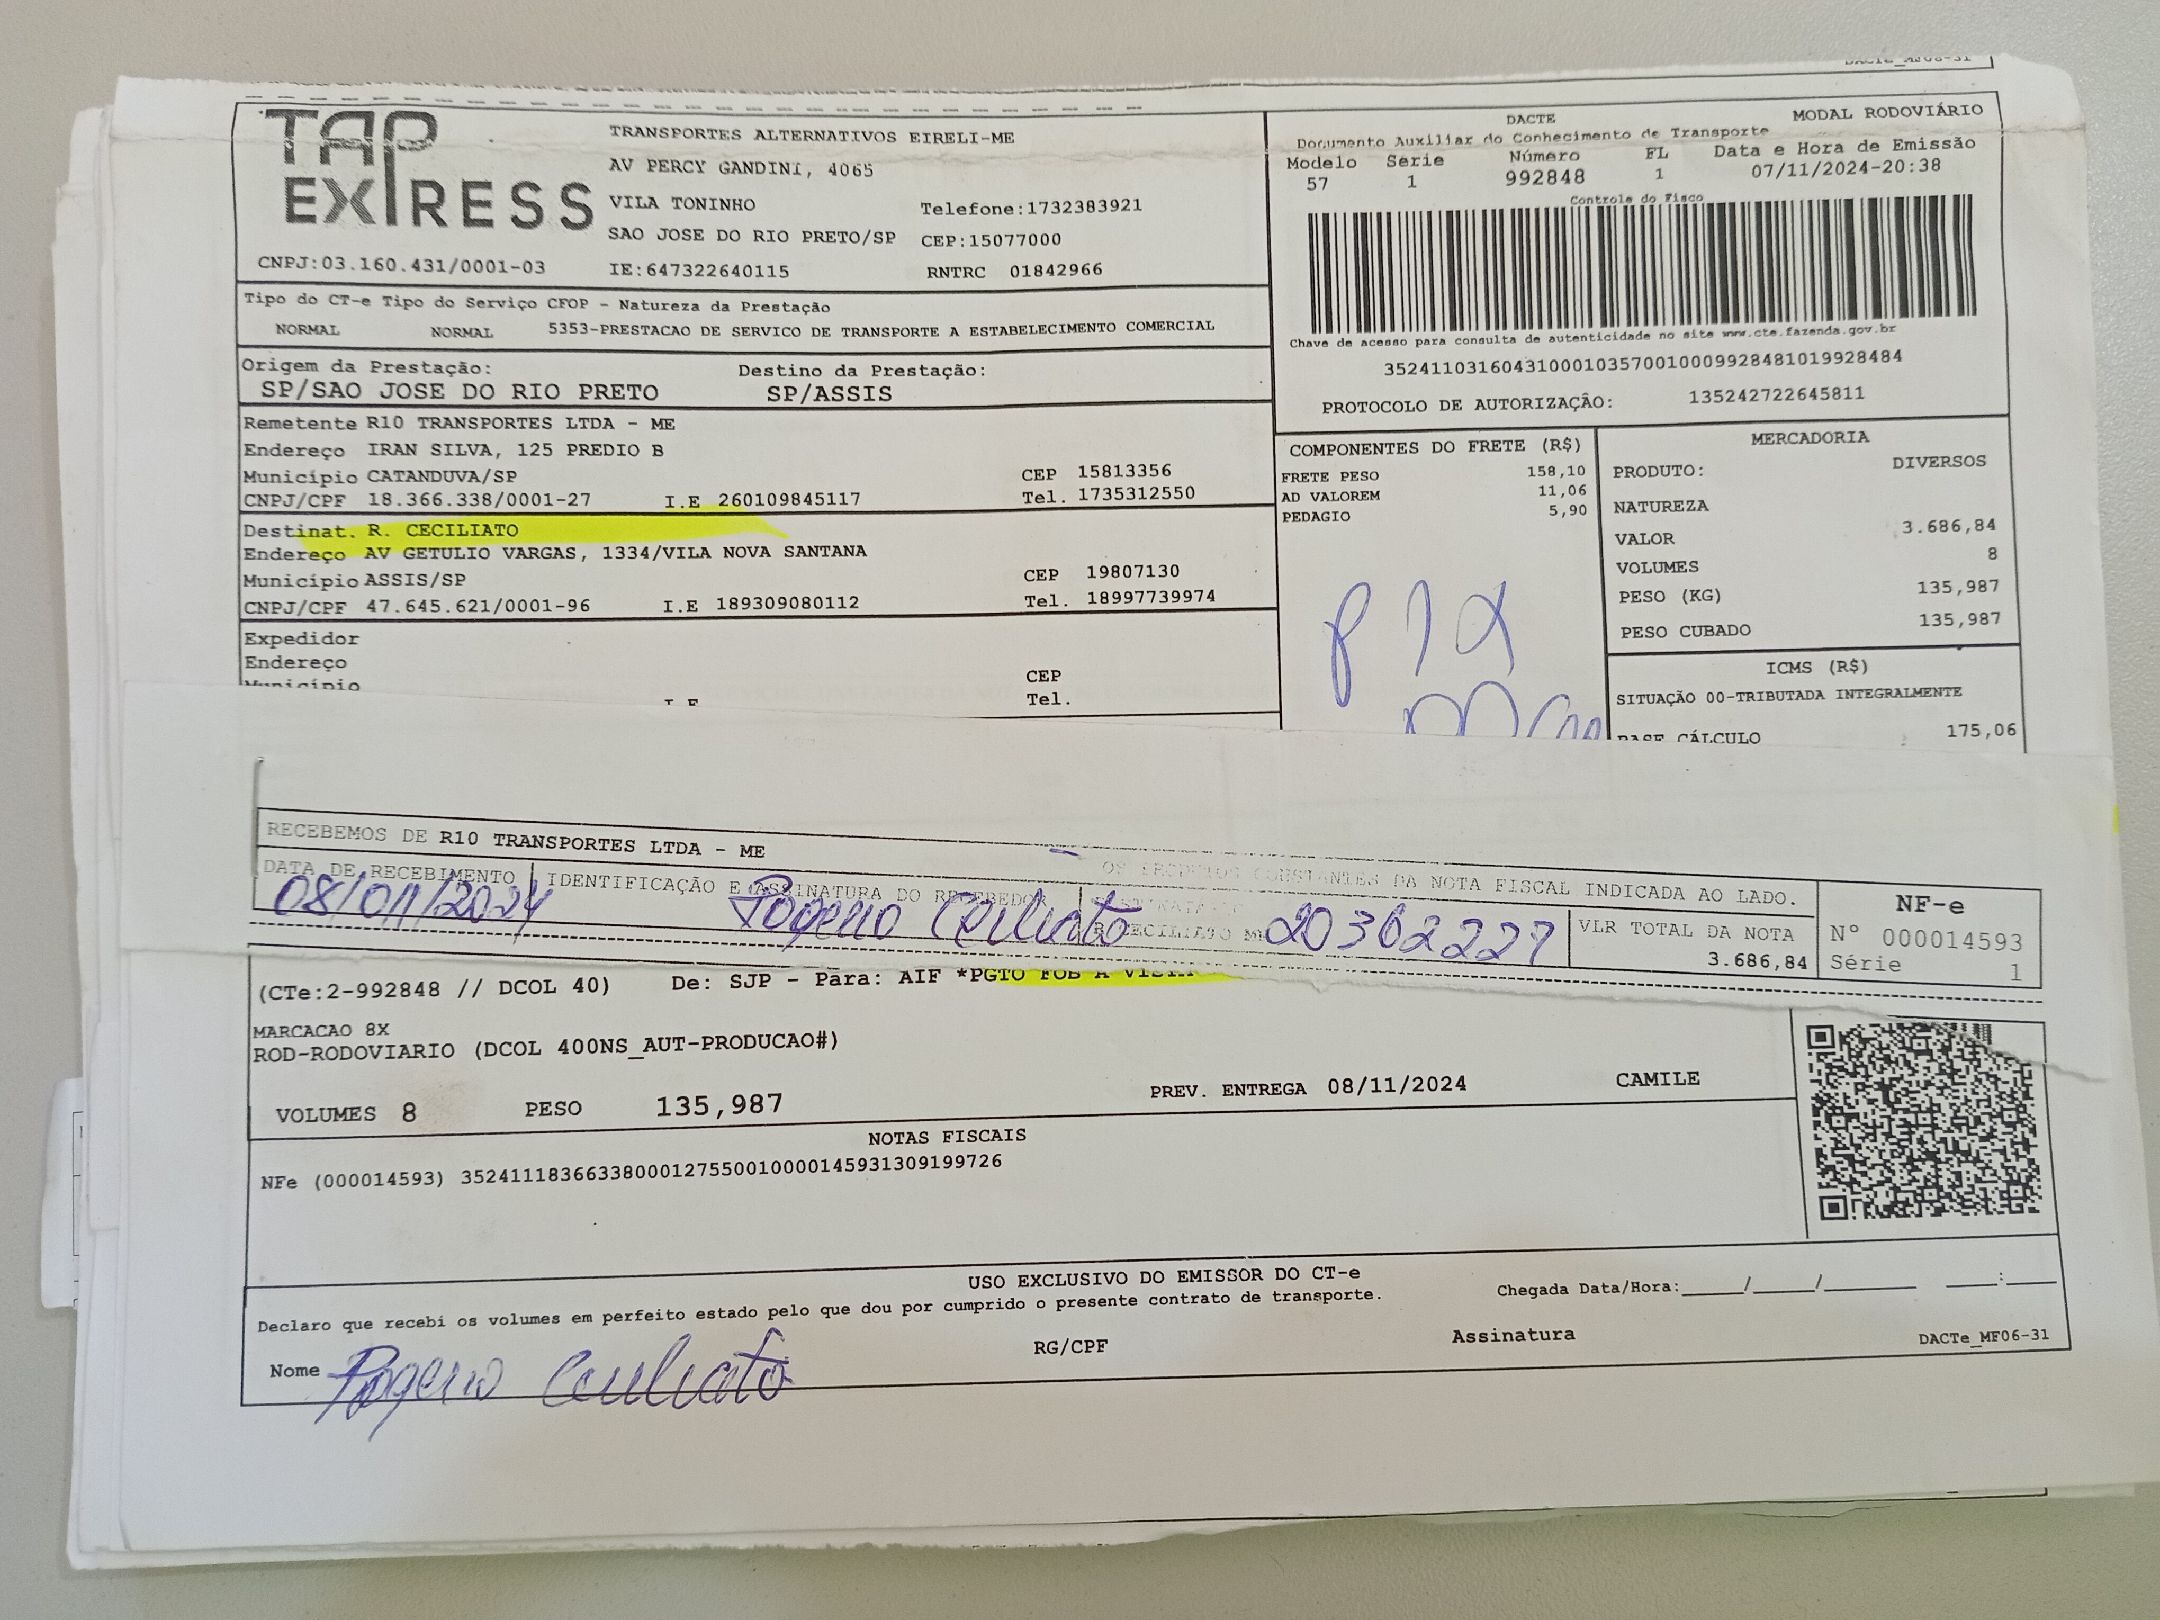 TAP EXPRESS
TRANSPORTES ALTERNATIVOS EIRELI-ME
AV PERCY GANDINI, 4065
VILA TONINHO Telefone:1732383921
SAO JOSE DO RIO PRETO/SP CEP:15077000
CNPJ:03.160.431/0001-03 IE:647322640115 RNTRC 01842966
DACTE MODAL RODOVIÁRIO
Documento Auxiliar do Conhecimento de Transporte
Modelo Serie Número FL Data e Hora de Emissão
57 1 992848 1 07/11/2024-20:38
Controle do Fisco
Chave de acesso para consulta de autenticidade no site www.cte.fazenda.gov.br
35241103160431000103570010009928481019928484
PROTOCOLO DE AUTORIZAÇÃO: 135242722645811
Tipo do CT-e Tipo do Serviço CFOP - Natureza da Prestação
NORMAL NORMAL 5353-PRESTACAO DE SERVICO DE TRANSPORTE A ESTABELECIMENTO COMERCIAL
Origem da Prestação: Destino da Prestação:
SP/SAO JOSE DO RIO PRETO SP/ASSIS
Remetente R10 TRANSPORTES LTDA - ME
Endereço IRAN SILVA, 125 PREDIO B
Município CATANDUVA/SP CEP 15813356
CNPJ/CPF 18.366.338/0001-27 I.E 260109845117 Tel. 1735312550
Destinat. R. CECILIATO
Endereço AV GETULIO VARGAS, 1334/VILA NOVA SANTANA
Município ASSIS/SP CEP 19807130
CNPJ/CPF 47.645.621/0001-96 I.E 189309080112 Tel. 18997739974
Expedidor
Endereço
Município CEP
I.E Tel.
COMPONENTES DO FRETE (R$)
FRETE PESO 158,10
AD VALOREM 11,06
PEDAGIO 5,90
PIX
MERCADORIA
PRODUTO: DIVERSOS
NATUREZA
VALOR 3.686,84
VOLUMES 8
PESO (KG) 135,987
PESO CUBADO 135,987
ICMS (R$)
SITUAÇÃO 00-TRIBUTADA INTEGRALMENTE
BASE CÁLCULO 175,06
RECEBEMOS DE R10 TRANSPORTES LTDA - ME
OS PRODUTOS CONSTANTES DA NOTA FISCAL INDICADA AO LADO.
DATA DE RECEBIMENTO IDENTIFICAÇÃO E ASSINATURA DO RECEBEDOR
08/011/2024 Rogerio Ceciliato 20302227
VLR TOTAL DA NOTA
3.686,84
NF-e
Nº 000014593
Série 1
(CTe:2-992848 // DCOL 40) De: SJP - Para: AIF *PGTO FOB A VISTA
MARCACAO 8X
ROD-RODOVIARIO (DCOL 400NS_AUT-PRODUCAO#)
VOLUMES 8 PESO 135,987 PREV. ENTREGA 08/11/2024 CAMILE
NOTAS FISCAIS
NFe (000014593) 35241118366338000127550010000145931309199726
USO EXCLUSIVO DO EMISSOR DO CT-e
Declaro que recebi os volumes em perfeito estado pelo que dou por cumprido o presente contrato de transporte.
Chegada Data/Hora:_____/_____/_______ ____:____
Nome Rogerio Ceciliato RG/CPF Assinatura DACTe_MF06-31